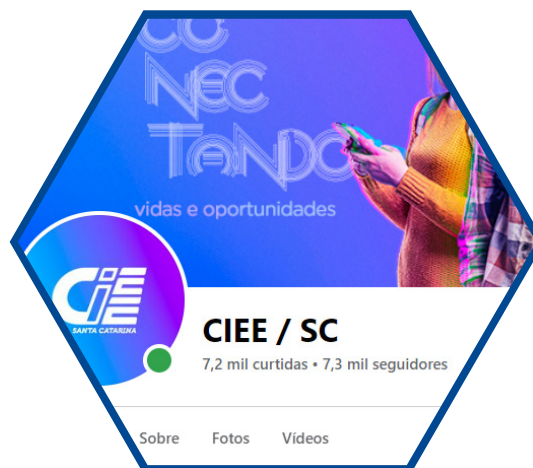 CO
NEC
TANDO
vidas e oportunidades
CIEE
SANTA CATARINA
CIEE / SC
7,2 mil curtidas • 7,3 mil seguidores
Sobre
Fotos
Vídeos